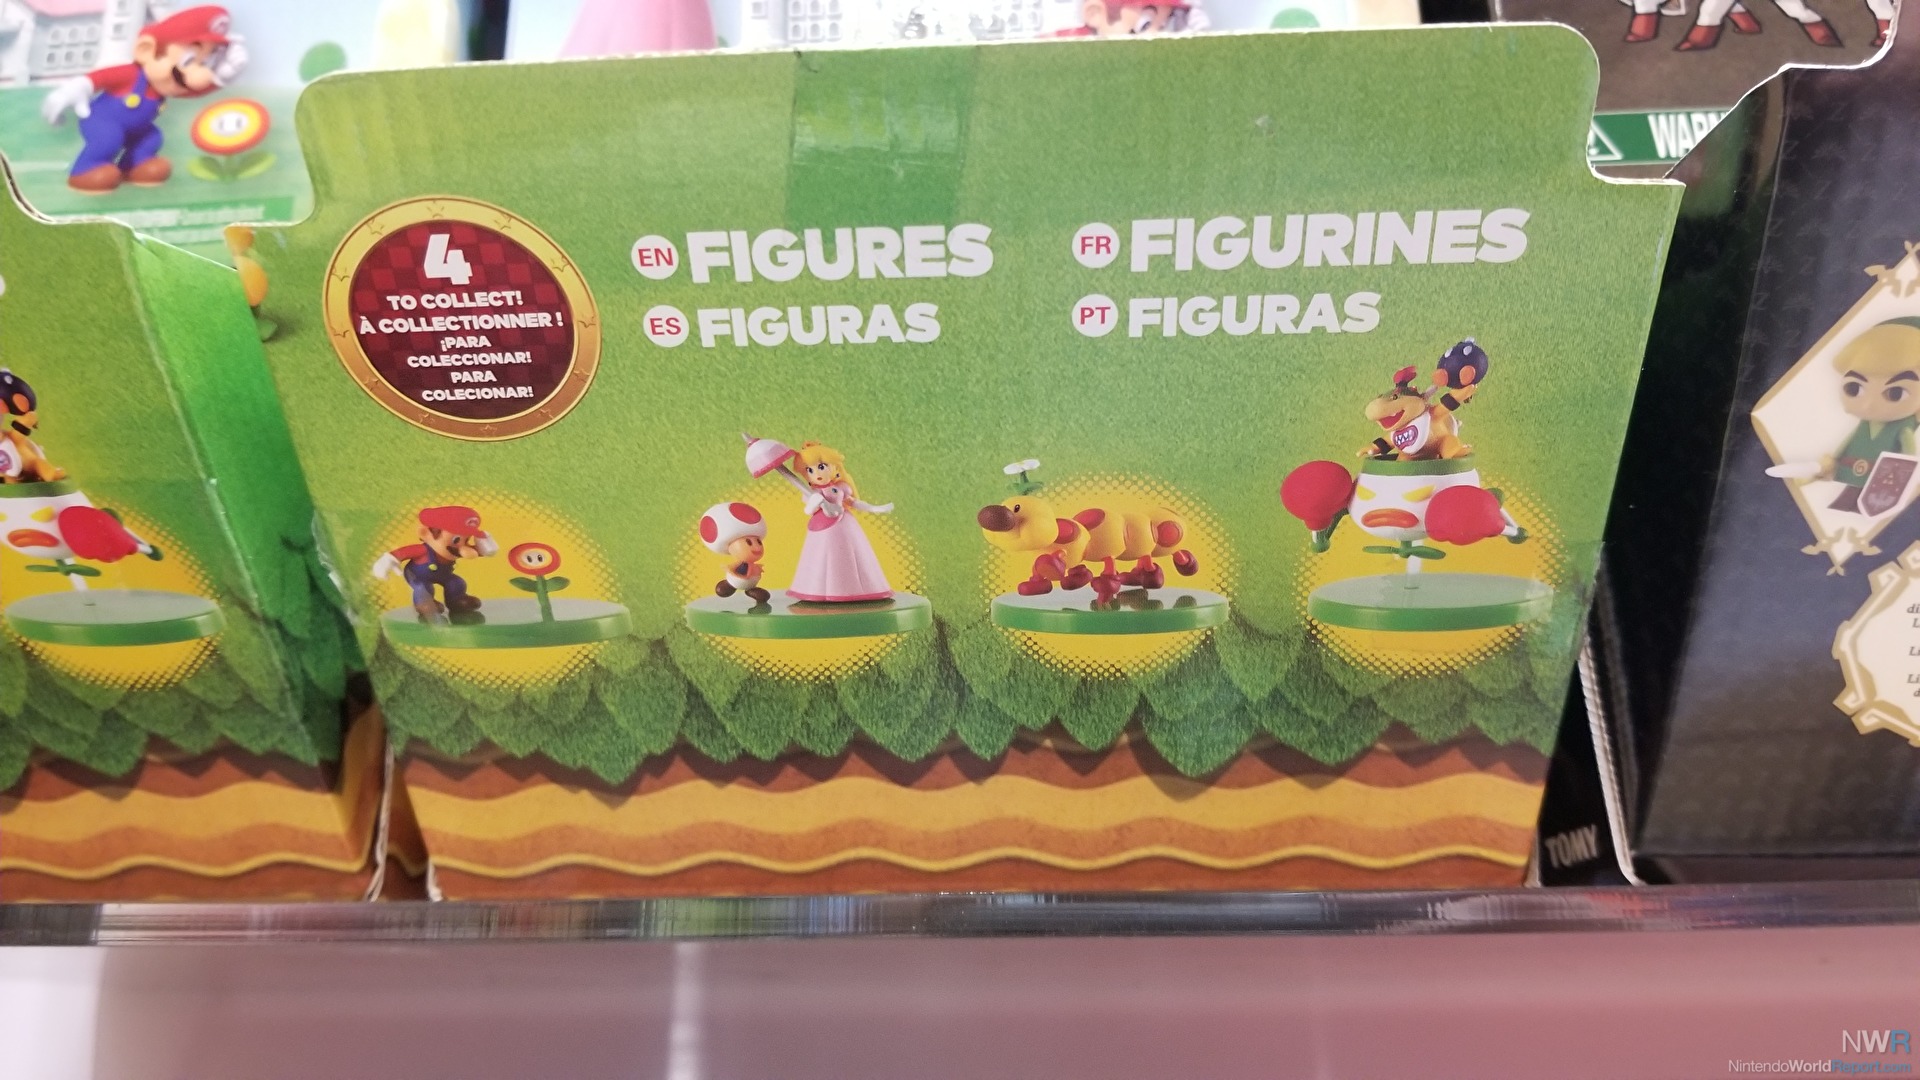 WARN
4
TO COLLECT!
À COLLECTIONNER !
¡PARA
COLECCIONAR!
PARA
COLECIONAR!
EN FIGURES
ES FIGURAS
FR FIGURINES
PT FIGURAS
TOMY
NWR
NintendoWorldReport.com